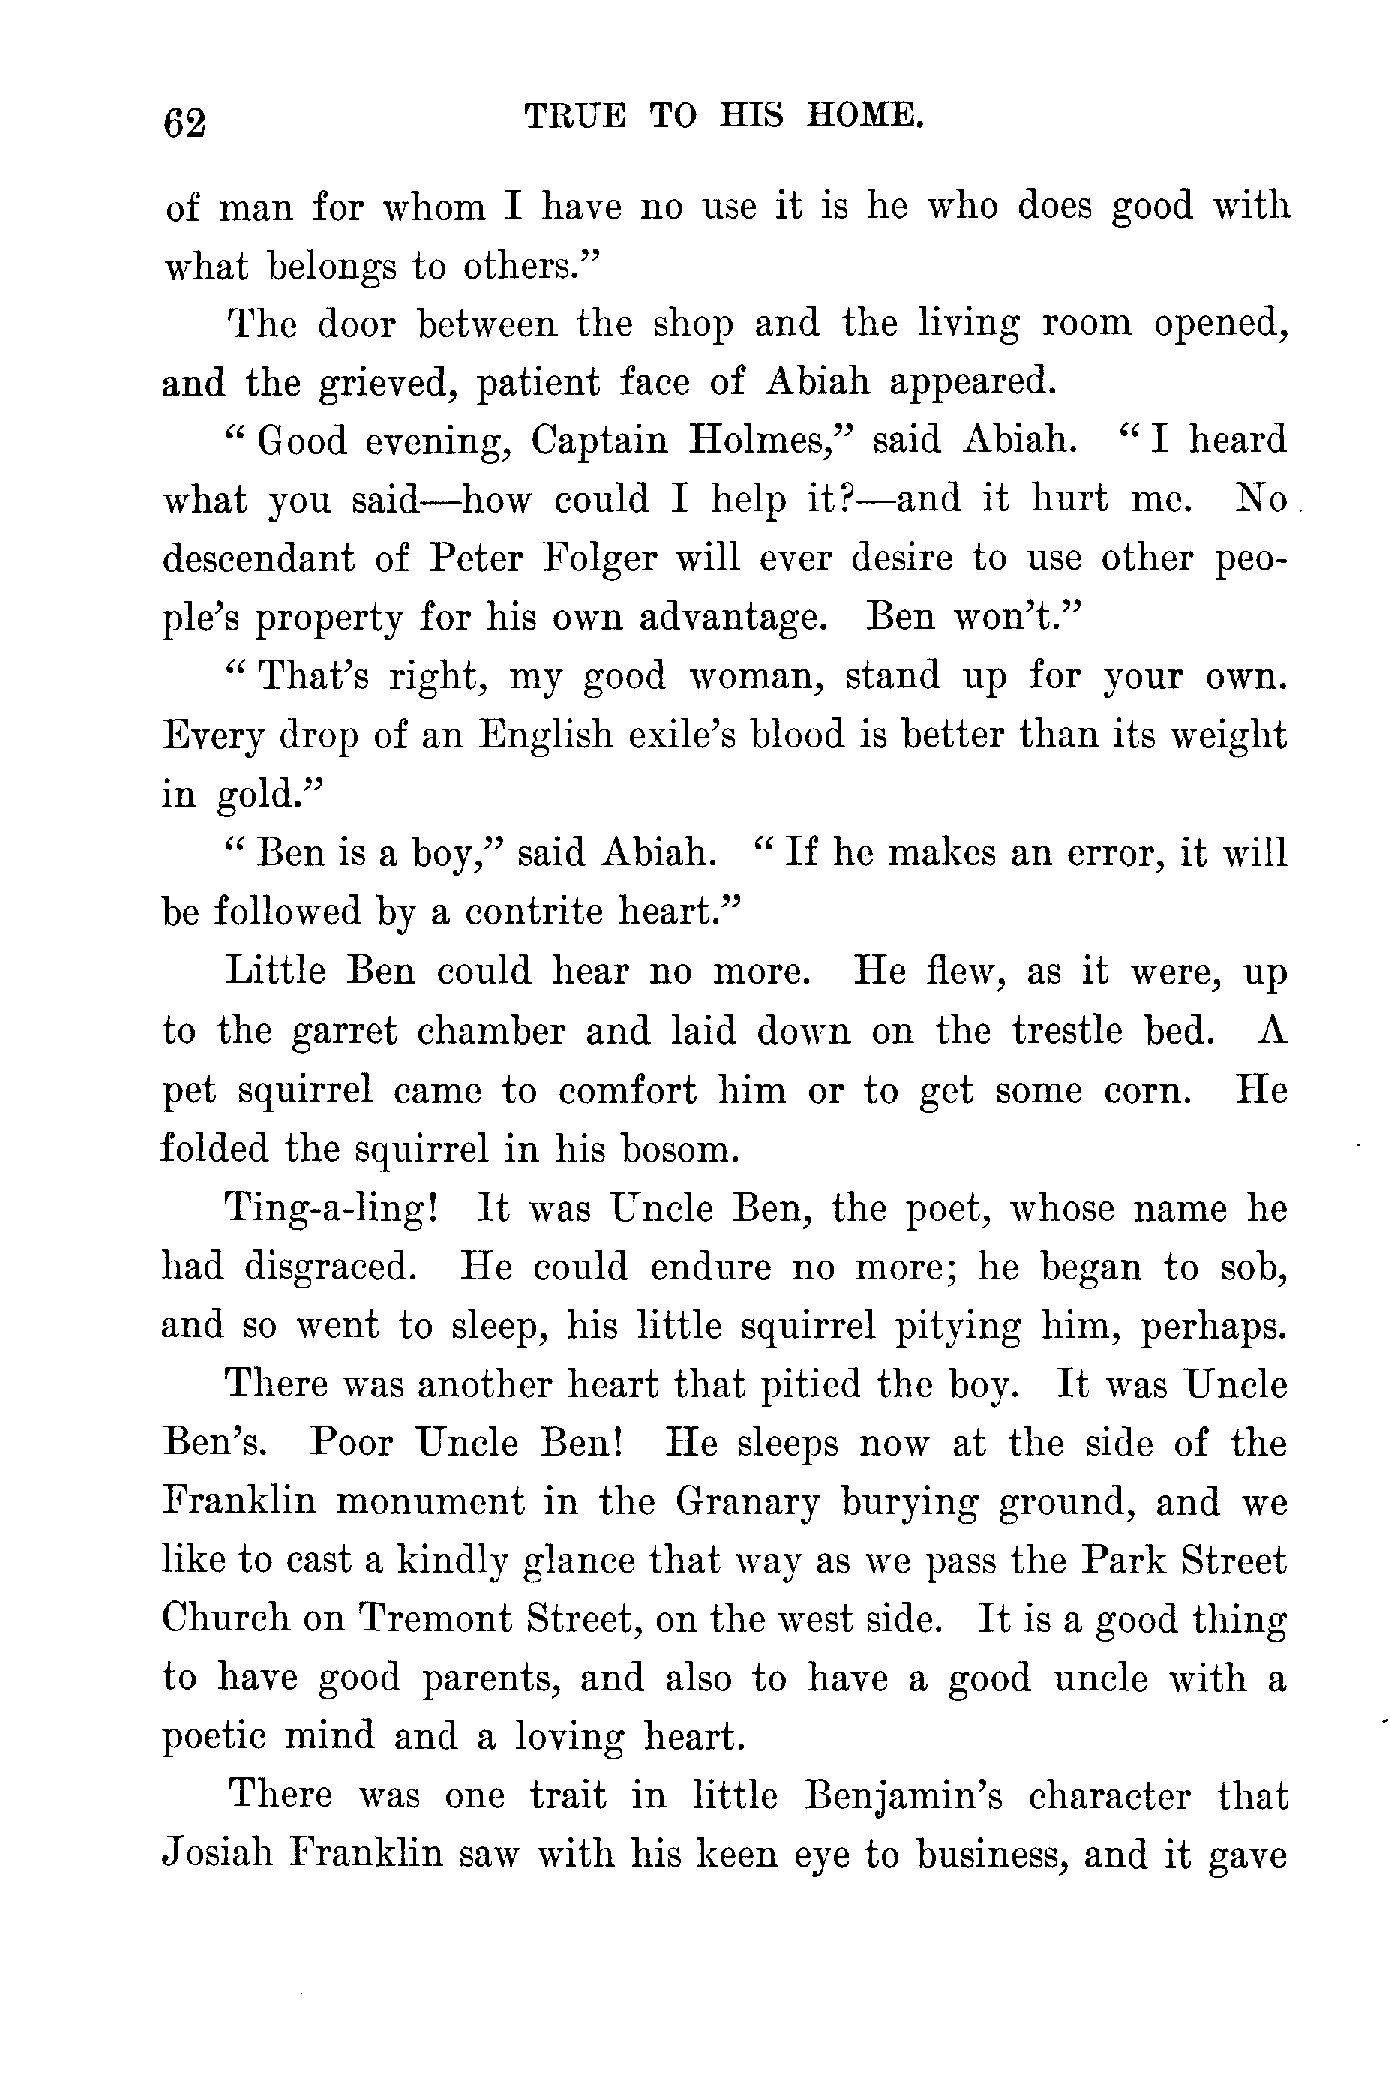 62 TRUE TO HIS HOME.
of man for whom I have no use it is he who does good with
what belongs to others.”
The door between the shop and the living room opened,
and the grieved, patient face of Abiah appeared.
“ Good evening, Captain Holmes,” said Abiah. “ I heard
what you said—how could I help it?—and it hurt me. No
descendant of Peter Folger will ever desire to use other peo-
ple’s property for his own advantage. Ben won’t.”
“ That’s right, my good woman, stand up for your own.
Every drop of an English exile’s blood is better than its weight
in gold.”
“ Ben is a boy,” said Abiah. “ If he makes an error, it will
be followed by a contrite heart.”
Little Ben could hear no more. He flew, as it were, up
to the garret chamber and laid down on the trestle bed. A
pet squirrel came to comfort him or to get some corn. He
folded the squirrel in his bosom.
Ting-a-ling! It was Uncle Ben, the poet, whose name he
had disgraced. He could endure no more; he began to sob,
and so went to sleep, his little squirrel pitying him, perhaps.
There was another heart that pitied the boy. It was Uncle
Ben’s. Poor Uncle Ben! He sleeps now at the side of the
Franklin monument in the Granary burying ground, and we
like to cast a kindly glance that way as we pass the Park Street
Church on Tremont Street, on the west side. It is a good thing
to have good parents, and also to have a good uncle with a
poetic mind and a loving heart.
There was one trait in little Benjamin’s character that
Josiah Franklin saw with his keen eye to business, and it gave